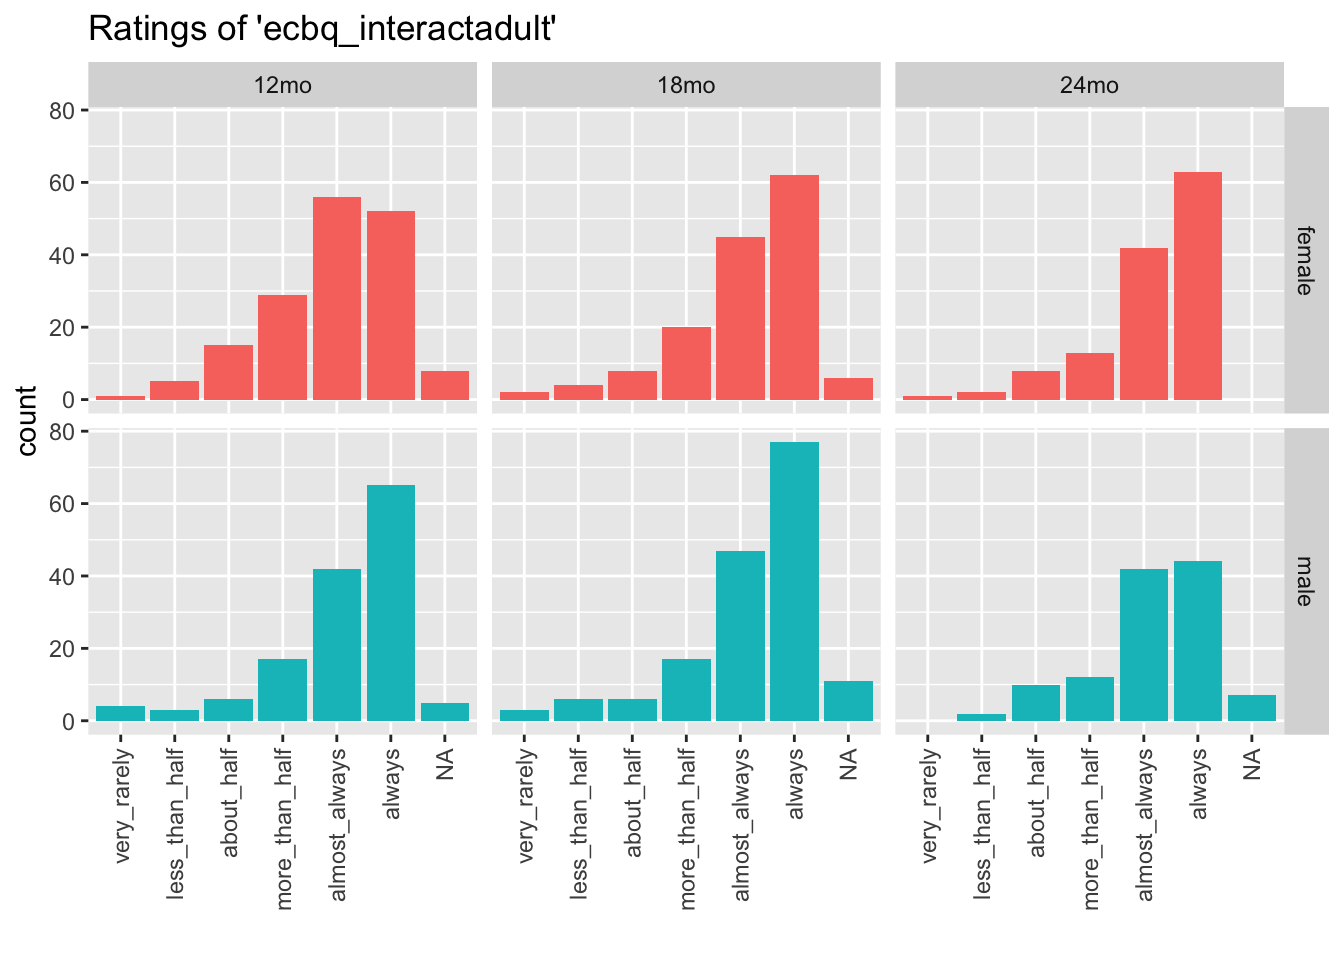 Ratings of 'ecbq_interactadult'
12mo 18mo 24mo
80
60
40
20
0
female
count
80
60
40
20
0
male
very_rarely less_than_half about_half more_than_half almost_always always NA very_rarely less_than_half about_half more_than_half almost_always always NA very_rarely less_than_half about_half more_than_half almost_always always NA